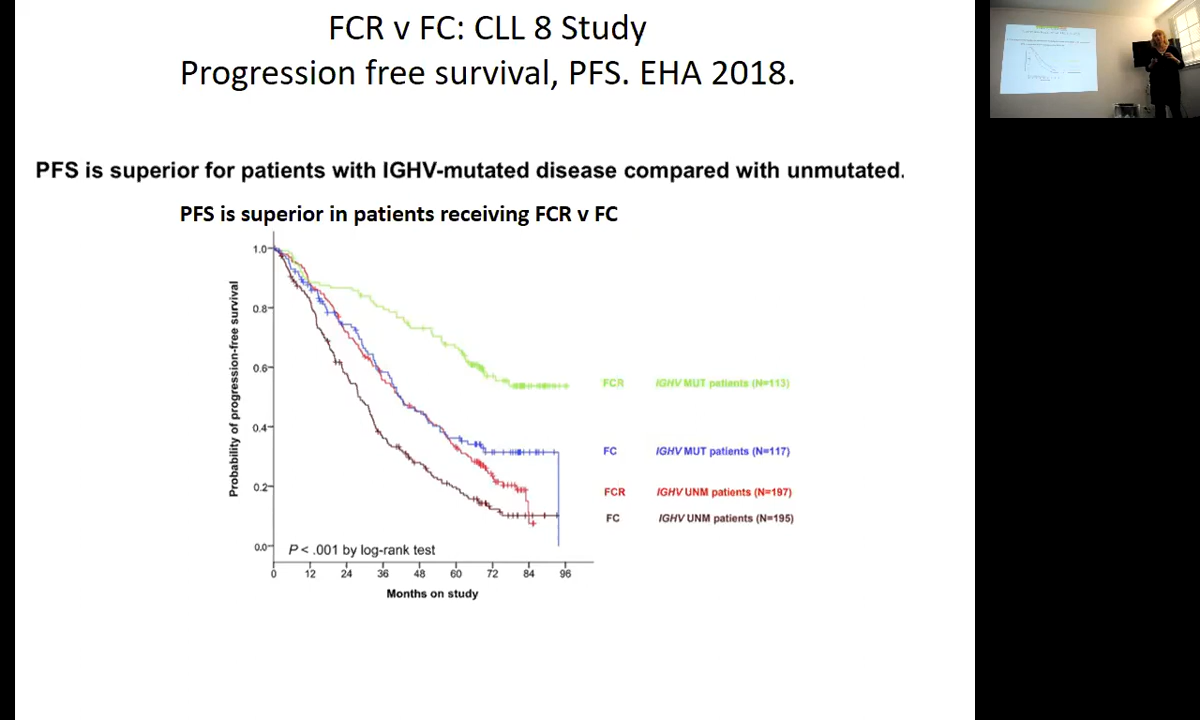 FCR v FC: CLL 8 Study
Progression free survival, PFS. EHA 2018.
PFS is superior for patients with IGHV-mutated disease compared with unmutated.
PFS is superior in patients receiving FCR v FC
Probability of progression-free survival
1.0
0.8
0.6
0.4
0.2
0.0
P < .001 by log-rank test
0 12 24 36 48 60 72 84 96
Months on study
FCR IGHV MUT patients (N=113)
FC IGHV MUT patients (N=117)
FCR IGHV UNM patients (N=197)
FC IGHV UNM patients (N=195)